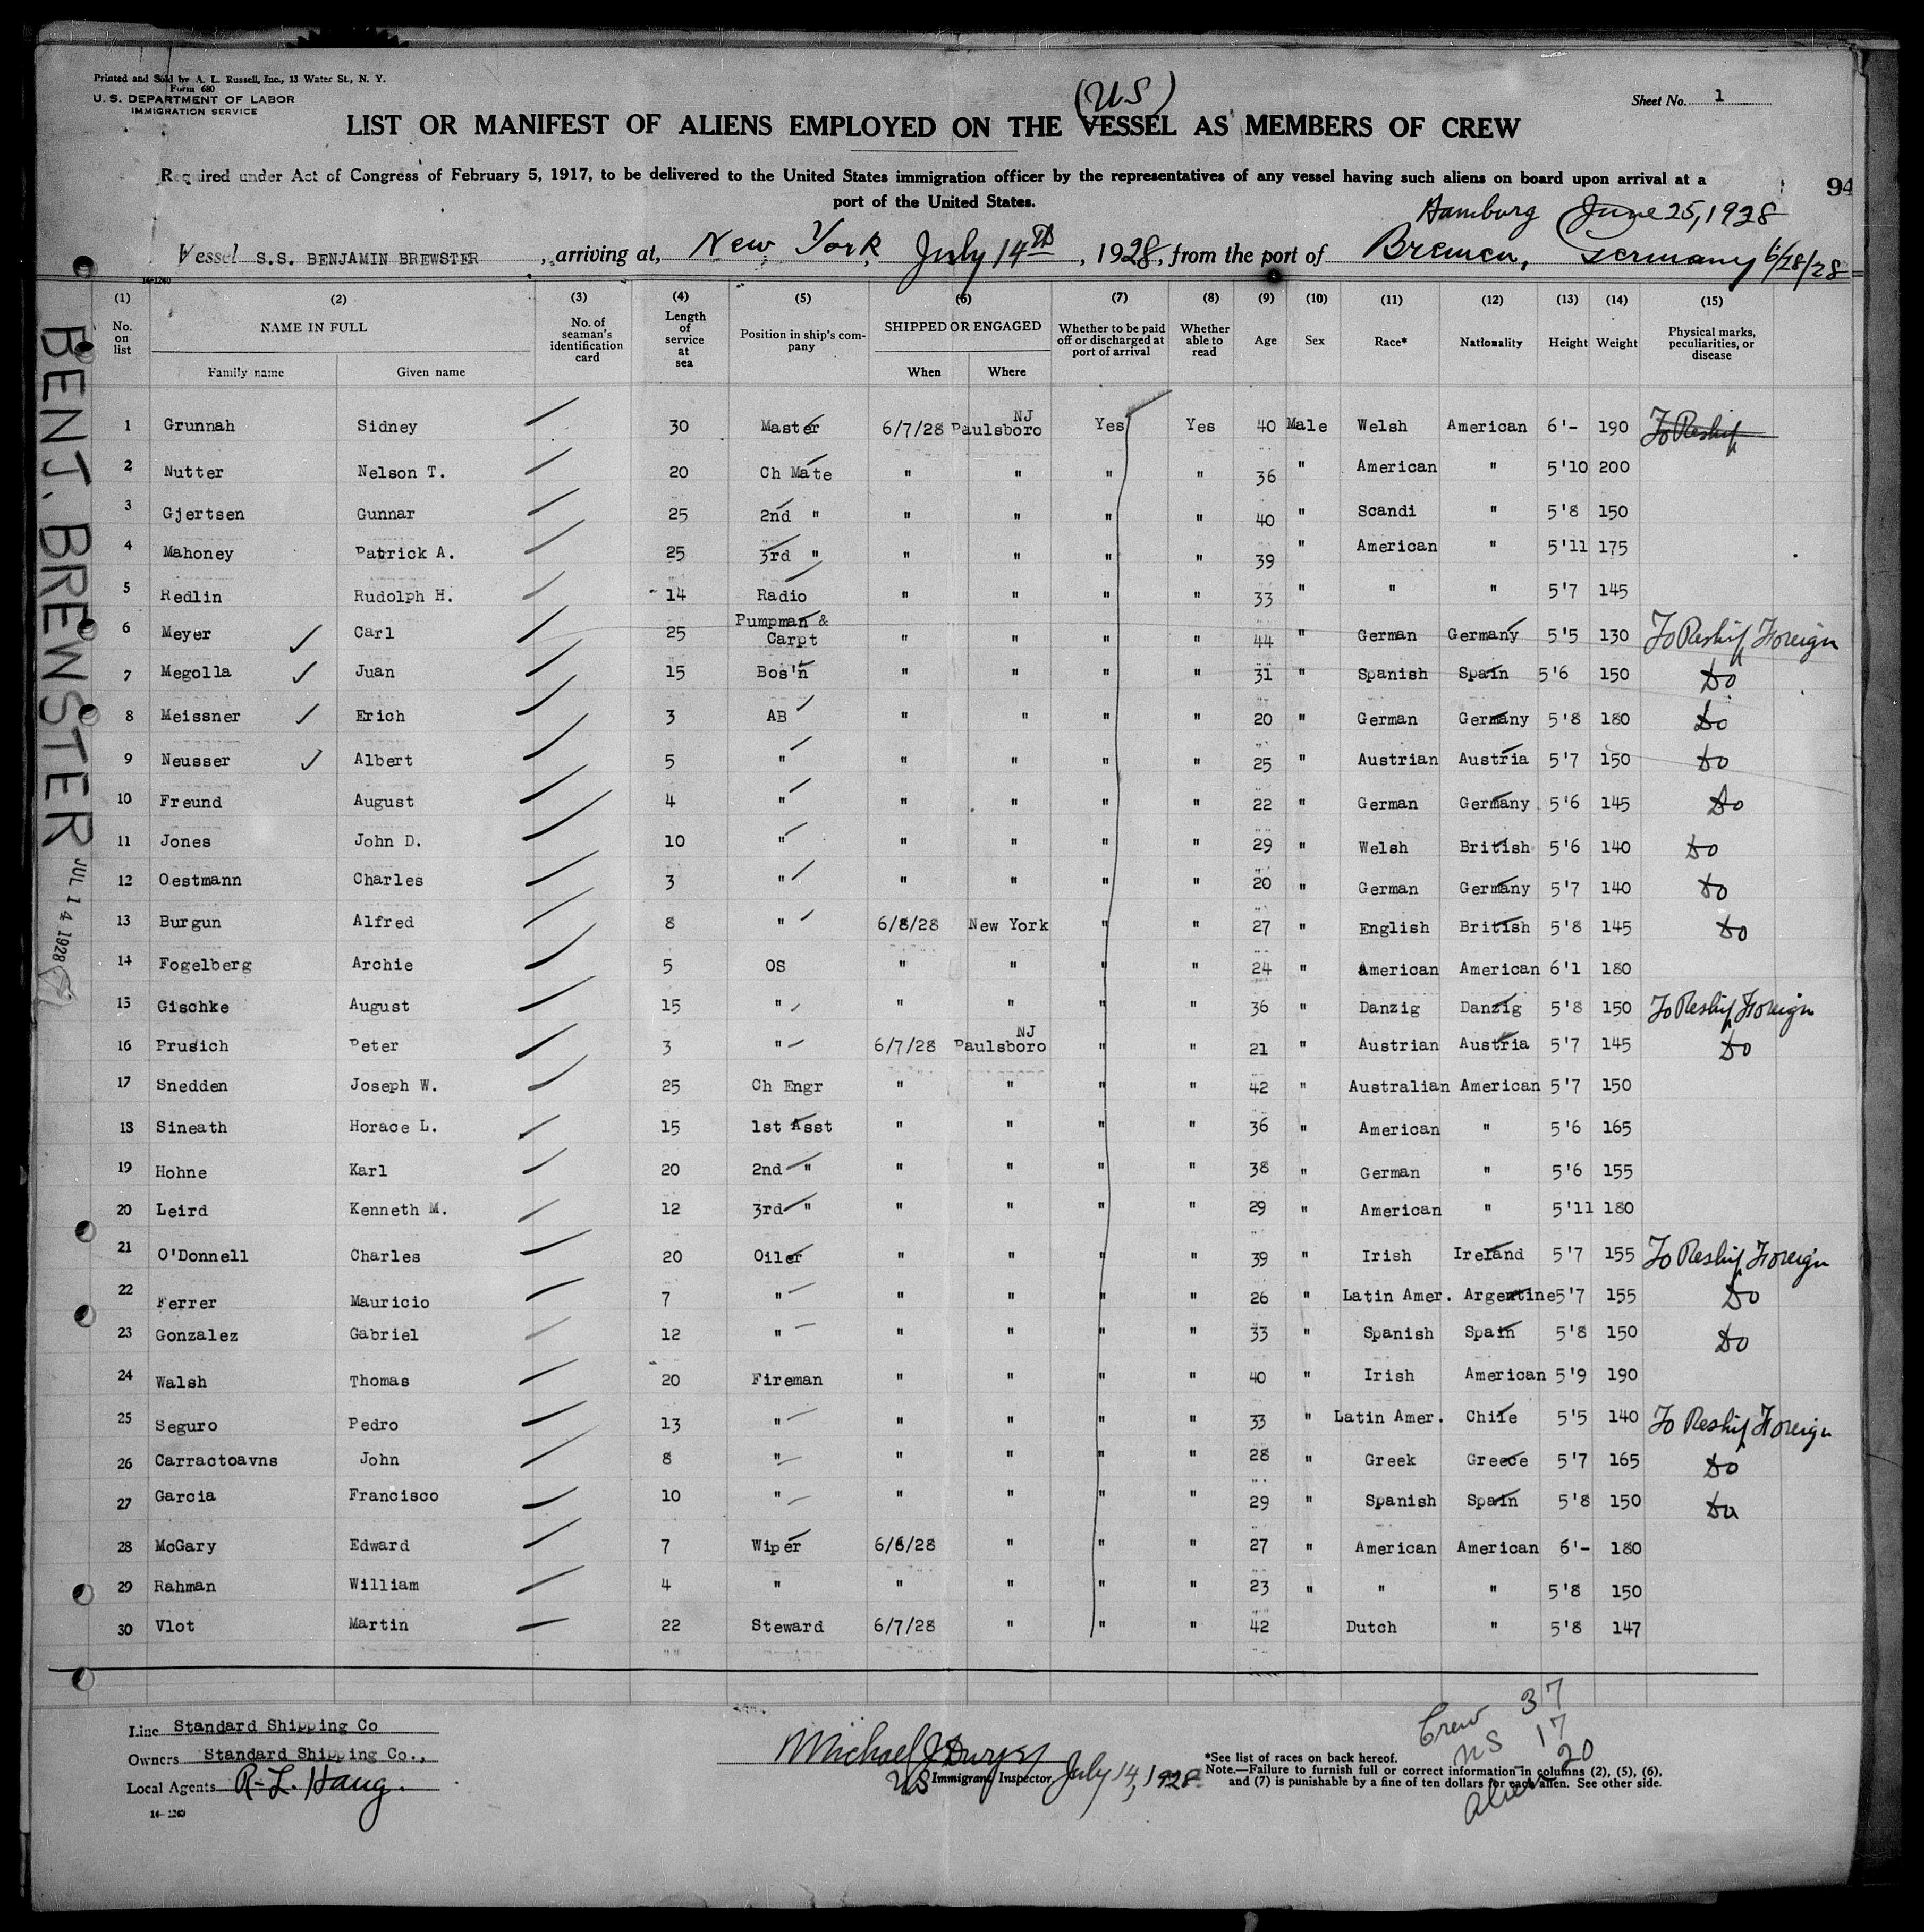 Printed and Sold by A. L. Russell, Inc., 13 Water St., N. Y.
Form 680
U. S. DEPARTMENT OF LABOR
IMMIGRATION SERVICE
(US)
Sheet No. 1
LIST OR MANIFEST OF ALIENS EMPLOYED ON THE VESSEL AS MEMBERS OF CREW
Required under Act of Congress of February 5, 1917, to be delivered to the United States immigration officer by the representatives of any vessel having such aliens on board upon arrival at a
port of the United States.
94
Hamburg June 25, 1928
Vessel S.S. BENJAMIN BREWSTER, arriving at, New York, July 14th, 1928, from the port of Bremen, Germany 6/28/28
14-1240
(1) (2) (3) (4) (5) (6) (7) (8) (9) (10) (11) (12) (13) (14) (15)
No. on list NAME IN FULL No. of seaman's identification card Length of service at sea Position in ship's company SHIPPED OR ENGAGED Whether to be paid off or discharged at port of arrival Whether able to read Age Sex Race* Nationality Height Weight Physical marks, peculiarities, or disease
Family name Given name When Where
1 Grunnah Sidney 30 Master 6/7/28 Paulsboro NJ Yes Yes 40 Male Welsh American 6'- 190 To Reship
2 Nutter Nelson T. 20 Ch Mate " " " " 36 " American " 5'10 200
3 Gjertsen Gunnar 25 2nd " " " " " 40 " Scandi " 5'8 150
4 Mahoney Patrick A. 25 3rd " " " " " 39 " American " 5'11 175
5 Redlin Rudolph H. 14 Radio " " " " 33 " " " 5'7 145
6 Meyer Carl 25 Pumpman & Carpt " " " " 44 " German Germany 5'5 130 To Reship Foreign
7 Megolla Juan 15 Bos'n " " " " 31 " Spanish Spain 5'6 150 Do
8 Meissner Erich 3 AB " " " " 20 " German Germany 5'8 180 Do
9 Neusser Albert 5 " " " " " 25 " Austrian Austria 5'7 150 Do
10 Freund August 4 " " " " " 22 " German Germany 5'6 145 Do
11 Jones John D. 10 " " " " " 29 " Welsh British 5'6 140 Do
12 Oestmann Charles 3 " " " " " 20 " German Germany 5'7 140 Do
13 Burgun Alfred 8 " 6/8/28 New York " " 27 " English British 5'8 145 Do
14 Fogelberg Archie 5 OS " " " " 24 " American American 6'1 180
15 Gischke August 15 " " " " " 36 " Danzig Danzig 5'8 150 To Reship Foreign
16 Prusich Peter 3 " 6/7/28 Paulsboro NJ " " 21 " Austrian Austria 5'7 145 Do
17 Snedden Joseph W. 25 Ch Engr " " " " 42 " Australian American 5'7 150
18 Sineath Horace L. 15 1st Asst " " " " 36 " American " 5'6 165
19 Hohne Karl 20 2nd " " " " " 38 " German " 5'6 155
20 Leird Kenneth M. 12 3rd " " " " " 29 " American " 5'11 180
21 O'Donnell Charles 20 Oiler " " " " 39 " Irish Ireland 5'7 155 To Reship Foreign
22 Ferrer Mauricio 7 " " " " " 26 " Latin Amer. Argentine 5'7 155 Do
23 Gonzalez Gabriel 12 " " " " " 33 " Spanish Spain 5'8 150 Do
24 Walsh Thomas 20 Fireman " " " " 40 " Irish American 5'9 190
25 Seguro Pedro 13 " " " " " 33 " Latin Amer. Chile 5'5 140 To Reship Foreign
26 Carractoavns John 8 " " " " " 28 " Greek Greece 5'7 165 Do
27 Garcia Francisco 10 " " " " " 29 " Spanish Spain 5'8 150 Do
28 McGary Edward 7 Wiper 6/6/28 " " " 27 " American American 6'- 180
29 Rahman William 4 " " " " " 23 " " " 5'8 150
30 Vlot Martin 22 Steward 6/7/28 " " " 42 Dutch " 5'8 147
BENJ. BREWSTER
JUL 14 1928
Line Standard Shipping Co
Owners Standard Shipping Co.,
Local Agents R-L. Haug.
14-1240
Michael J
US Immigrant Inspector July 14, 1928
Crew 37
US 17
Alien 20
*See list of races on back hereof.
Note.—Failure to furnish full or correct information in columns (2), (5), (6),
and (7) is punishable by a fine of ten dollars for each alien. See other side.